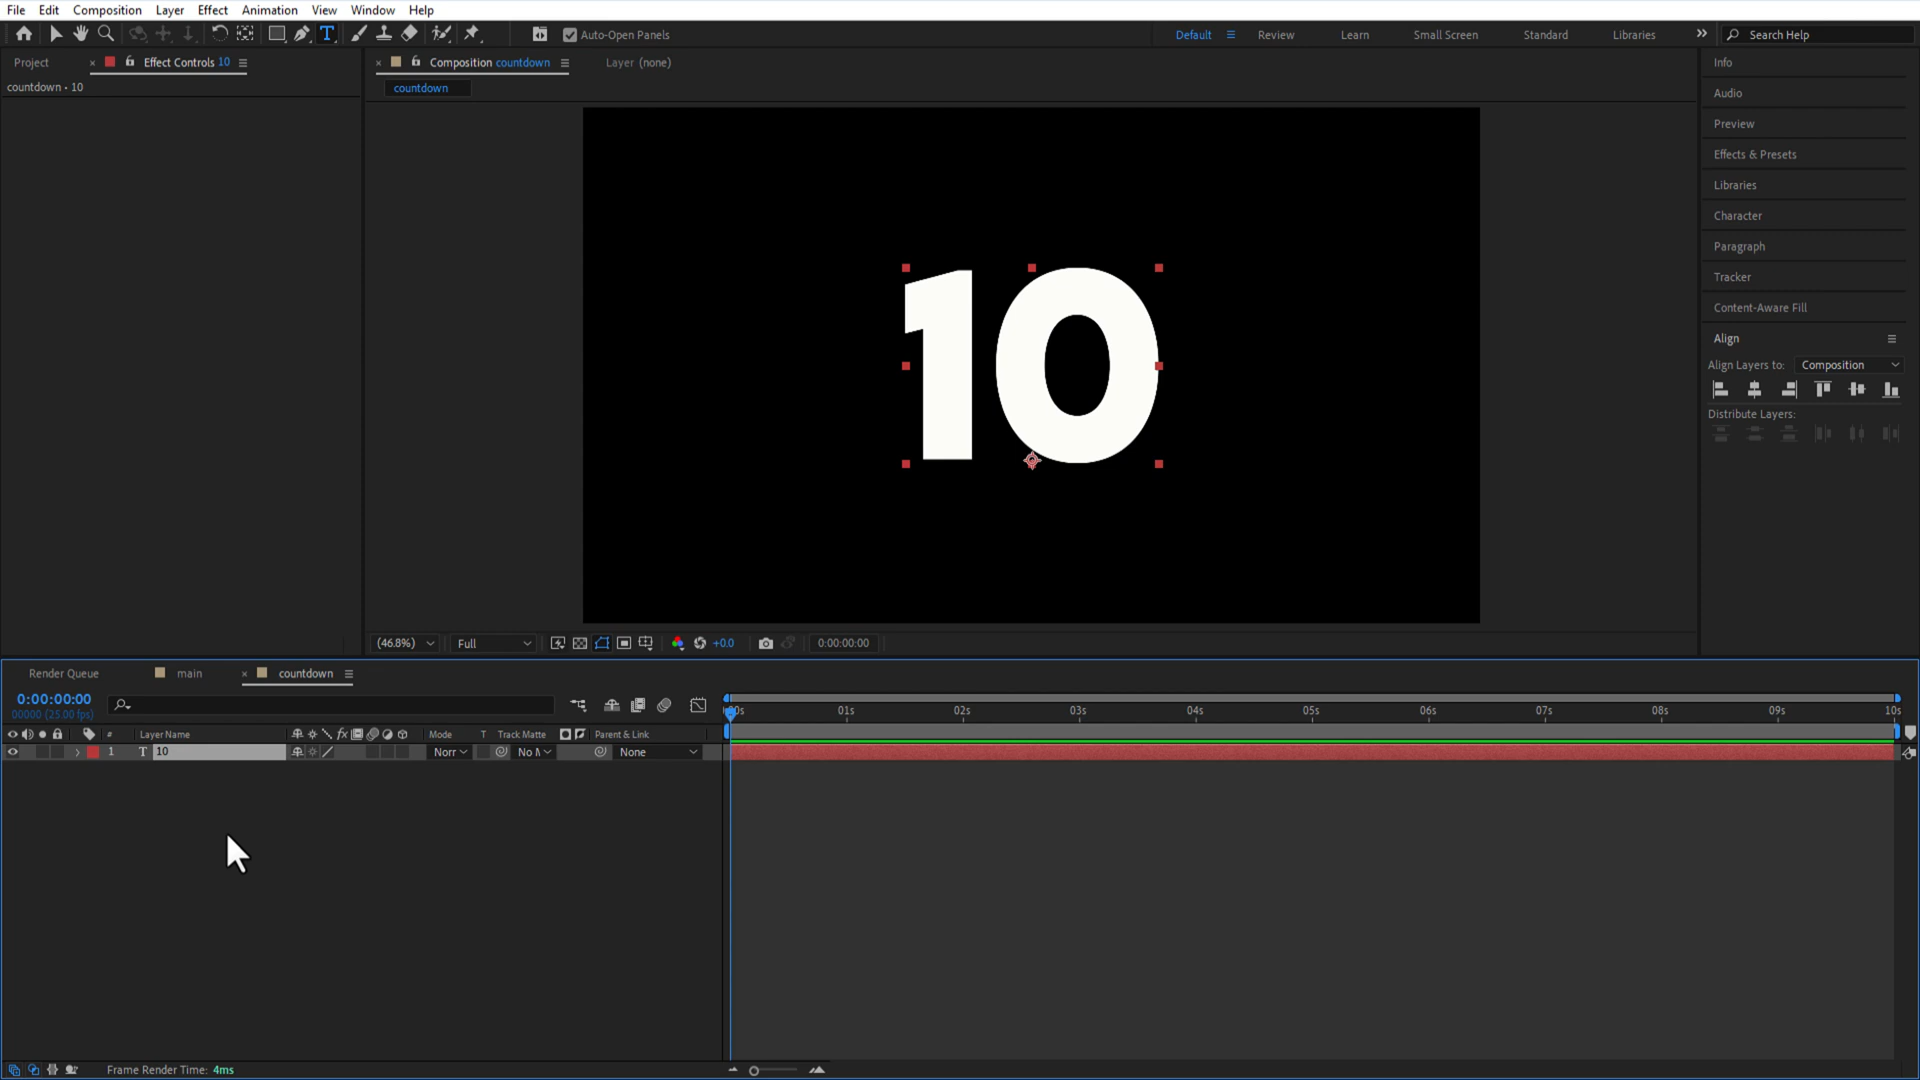 File Edit Composition Layer Effect Animation View Window Help
Auto-Open Panels
Default Review Learn Small Screen Standard Libraries
Search Help
Project
Effect Controls 10
Composition countdown
Layer (none)
countdown • 10
countdown
Info
Audio
Preview
Effects & Presets
Libraries
Character
Paragraph
Tracker
Content-Aware Fill
Align
Align Layers to: Composition
Distribute Layers:
10
(46.8%) Full +0.0 0:00:00:00
Render Queue main countdown
0:00:00:00
00000 (25.00 fps)
00s 01s 02s 03s 04s 05s 06s 07s 08s 09s 10s
# Layer Name fx Mode T Track Matte Parent & Link
1 T 10 Norr No M None
Frame Render Time: 4ms